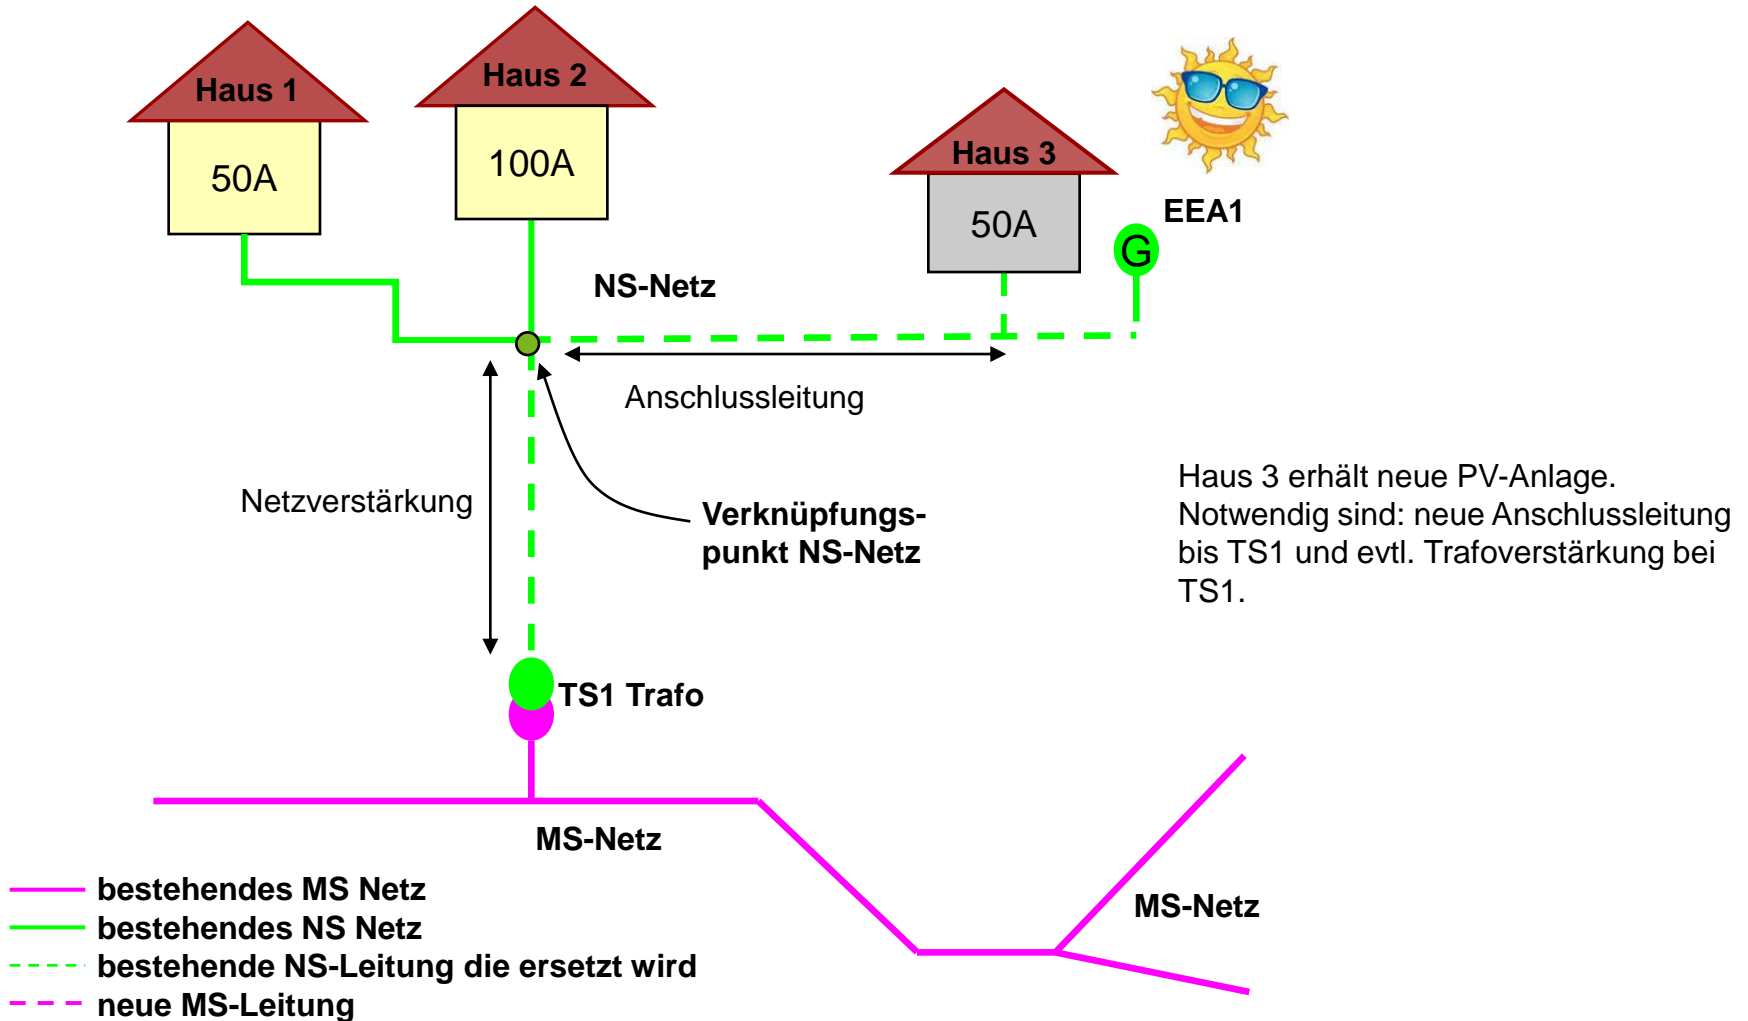 Haus 1
Haus 2
Haus 3
50A
100A
50A
EEA1
G
NS-Netz
Anschlussleitung
Netzverstärkung
Verknüpfungs-
punkt NS-Netz
Haus 3 erhält neue PV-Anlage.
Notwendig sind: neue Anschlussleitung
bis TS1 und evtl. Trafoverstärkung bei
TS1.
TS1 Trafo
MS-Netz
MS-Netz
bestehendes MS Netz
bestehendes NS Netz
bestehende NS-Leitung die ersetzt wird
neue MS-Leitung